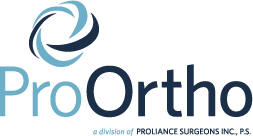 ProOrtho
a division of PROLIANCE SURGEONS INC., P.S.